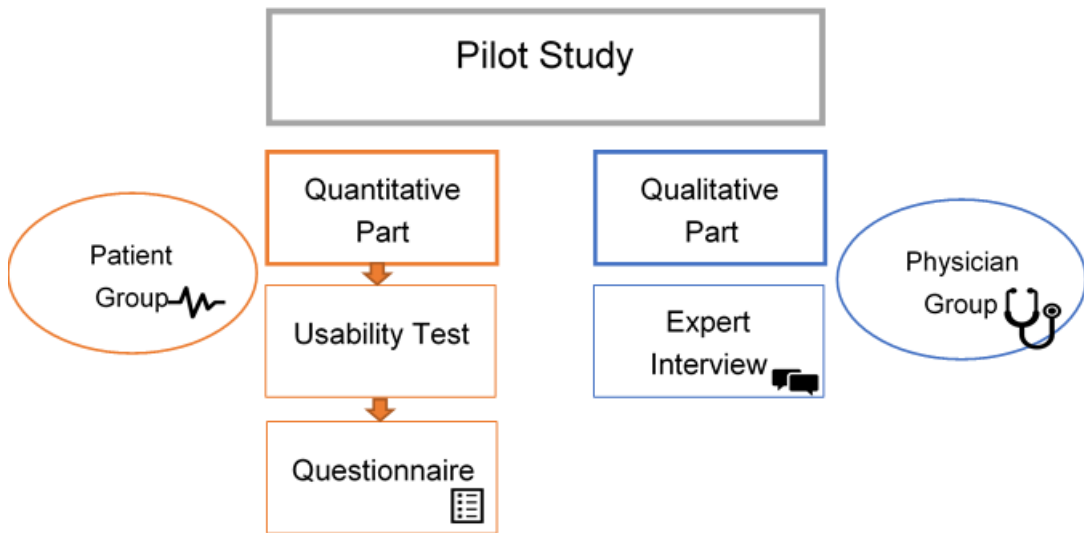 Pilot Study
Quantitative
Part
Qualitative
Part
Patient
Group
Physician
Group
Usability Test
Expert
Interview
Questionnaire